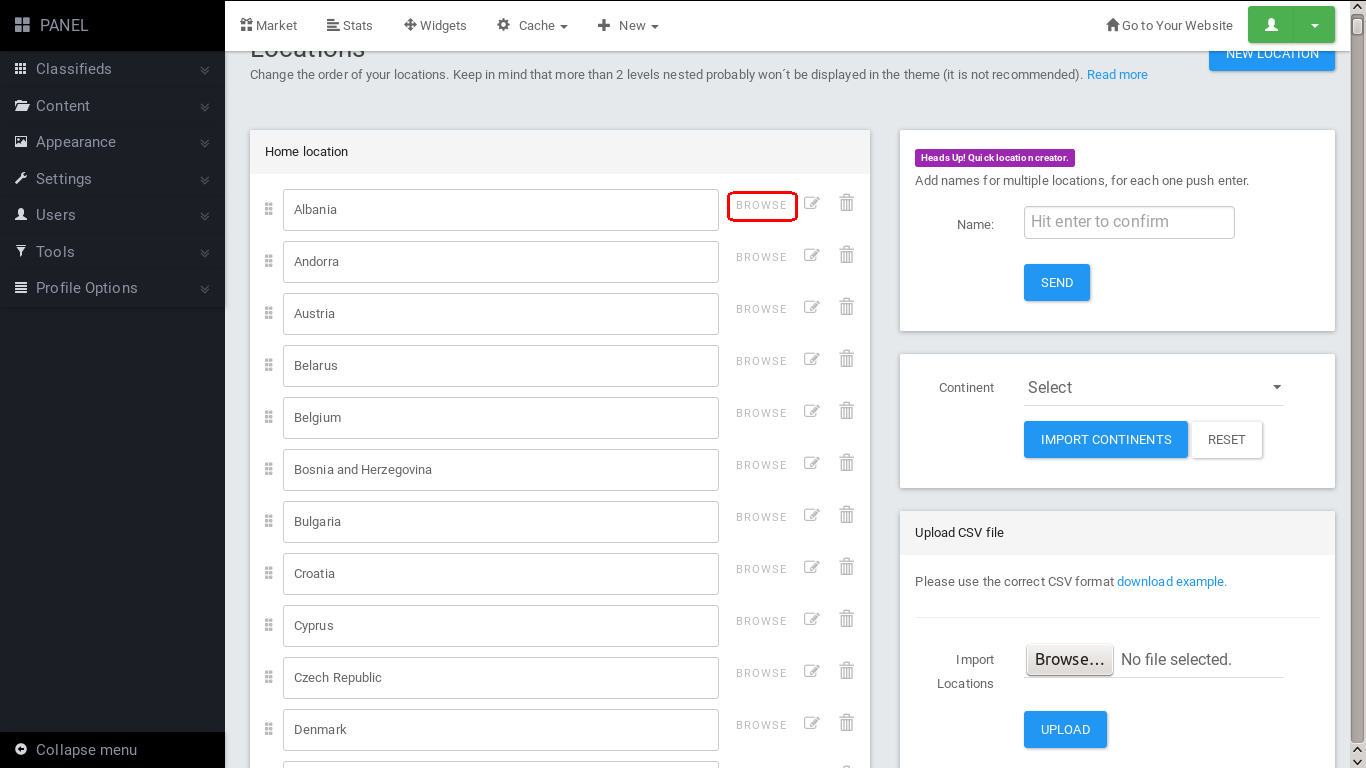 PANEL
Market
Stats
Widgets
Cache
New
Go to Your Website
Classifieds
Content
Appearance
Settings
Users
Tools
Profile Options
Collapse menu
Locations
NEW LOCATION
Change the order of your locations. Keep in mind that more than 2 levels nested probably won´t be displayed in the theme (it is not recommended). Read more
Home location
Albania
BROWSE
Andorra
BROWSE
Austria
BROWSE
Belarus
BROWSE
Belgium
BROWSE
Bosnia and Herzegovina
BROWSE
Bulgaria
BROWSE
Croatia
BROWSE
Cyprus
BROWSE
Czech Republic
BROWSE
Denmark
BROWSE
Heads Up! Quick location creator.
Add names for multiple locations, for each one push enter.
Name:
Hit enter to confirm
SEND
Continent
Select
IMPORT CONTINENTS
RESET
Upload CSV file
Please use the correct CSV format download example.
Import
Locations
Browse...
No file selected.
UPLOAD